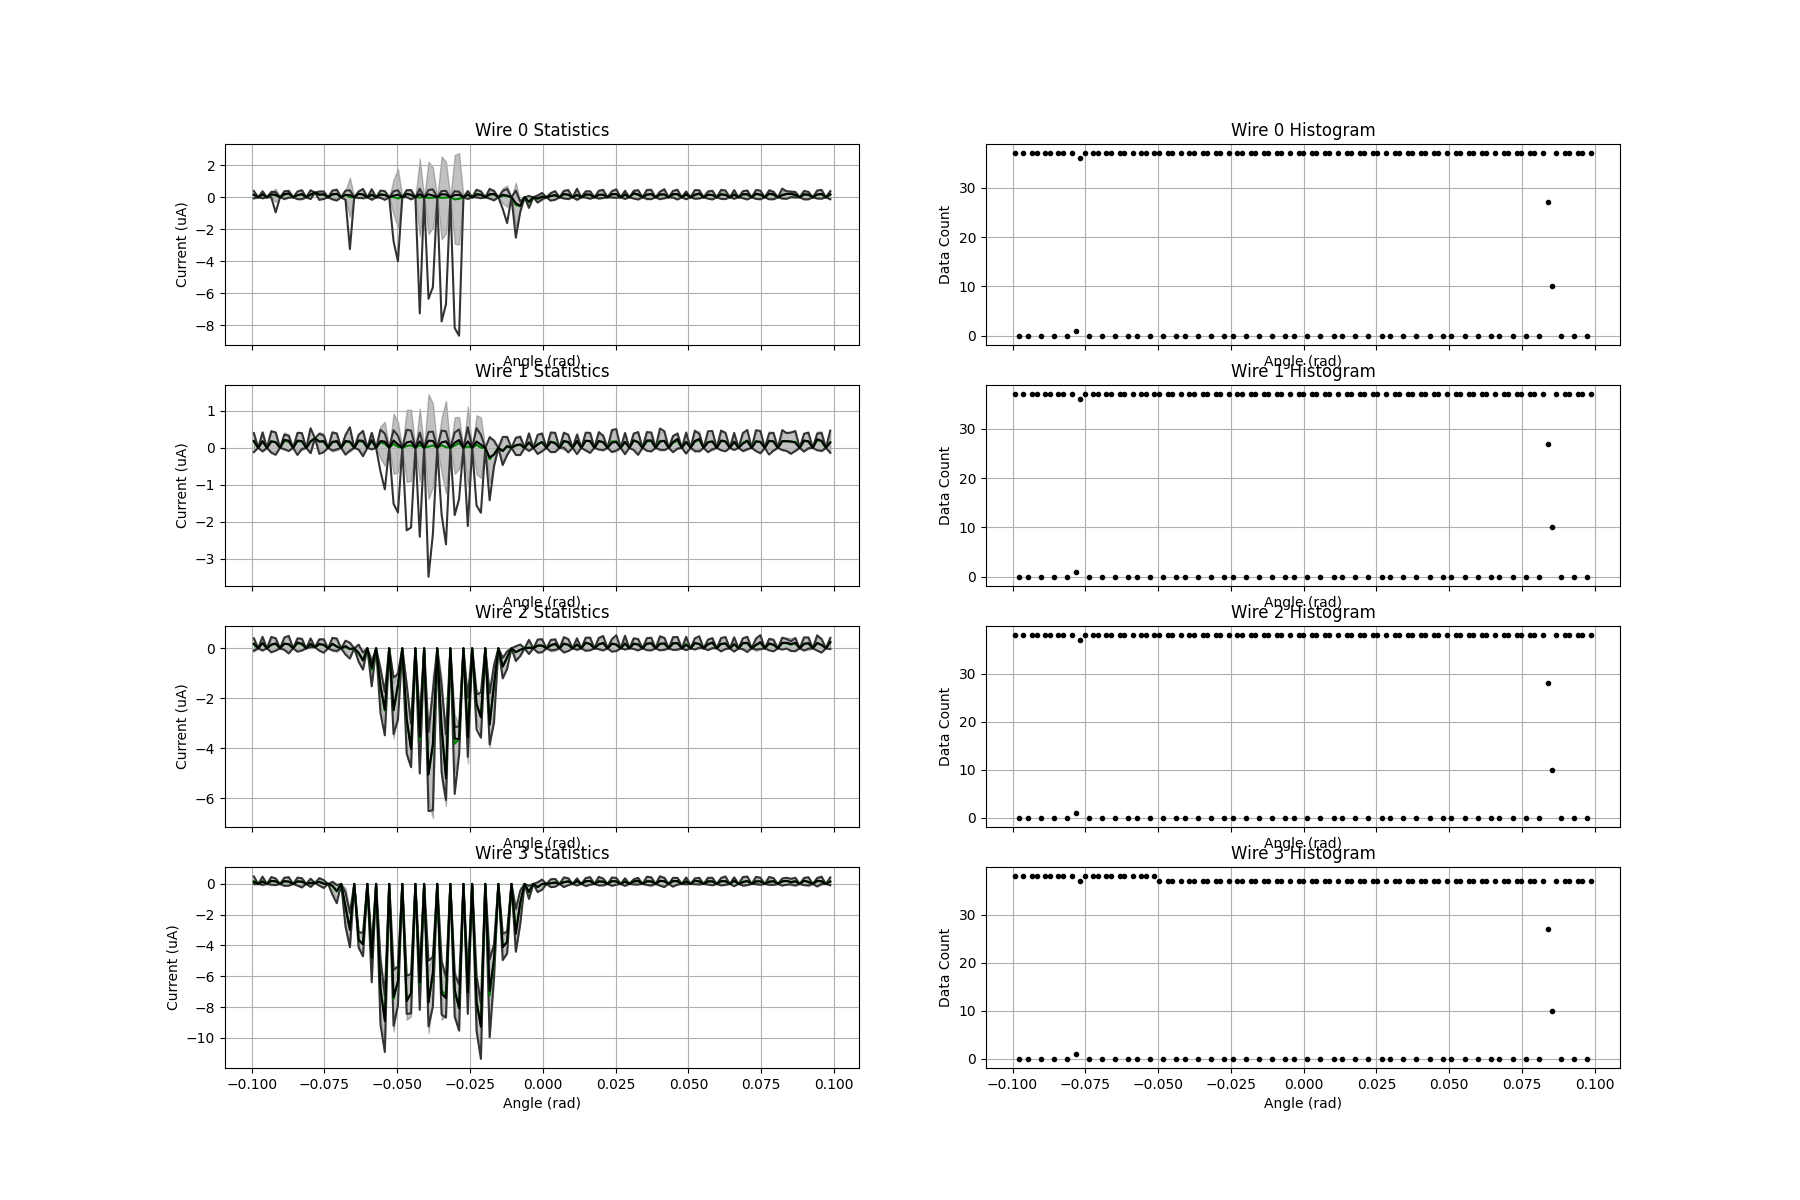 Wire 0 Statistics
2
0
−2
−4
−6
−8
Current (uA)
Angle (rad)
Wire 0 Histogram
30
20
10
0
Data Count
Angle (rad)
Wire 1 Statistics
1
0
−1
−2
−3
Current (uA)
Angle (rad)
Wire 1 Histogram
30
20
10
0
Data Count
Angle (rad)
Wire 2 Statistics
0
−2
−4
−6
Current (uA)
Angle (rad)
Wire 2 Histogram
30
20
10
0
Data Count
Angle (rad)
Wire 3 Statistics
0
−2
−4
−6
−8
−10
Current (uA)
−0.100 −0.075 −0.050 −0.025 0.000 0.025 0.050 0.075 0.100
Angle (rad)
Wire 3 Histogram
30
20
10
0
Data Count
−0.100 −0.075 −0.050 −0.025 0.000 0.025 0.050 0.075 0.100
Angle (rad)